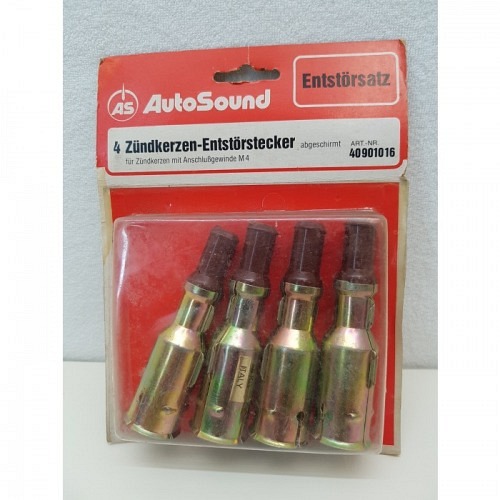 AS AutoSound
Entstörsatz
4 Zündkerzen-Entstörstecker abgeschirmt
für Zündkerzen mit Anschlußgewinde M 4
ART.-NR.
40901016
ITALY